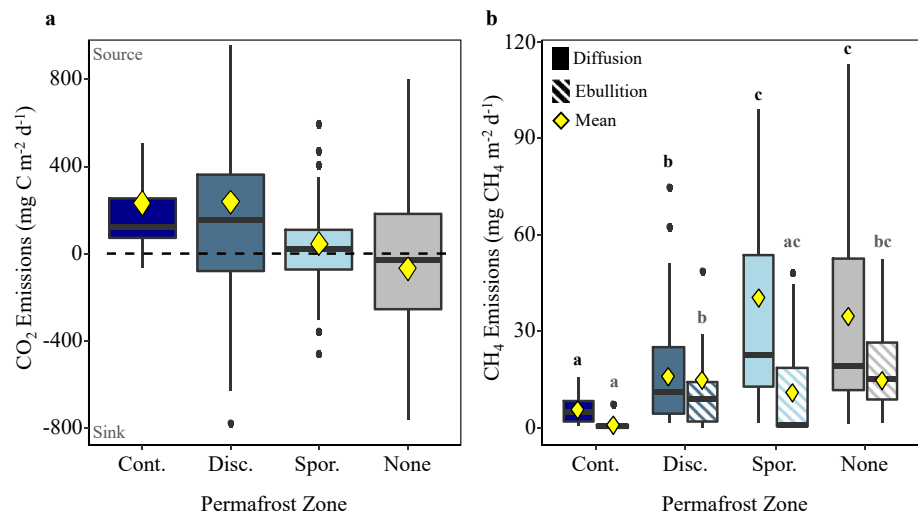 a
CO2 Emissions (mg C m-2 d-1)
800
400
0
-400
-800
Source
Sink
Cont. Disc. Spor. None
Permafrost Zone
b
CH4 Emissions (mg CH4 m-2 d-1)
120
90
60
30
0
Diffusion
Ebullition
Mean
a
a
b
b
c
ac
c
bc
Cont. Disc. Spor. None
Permafrost Zone